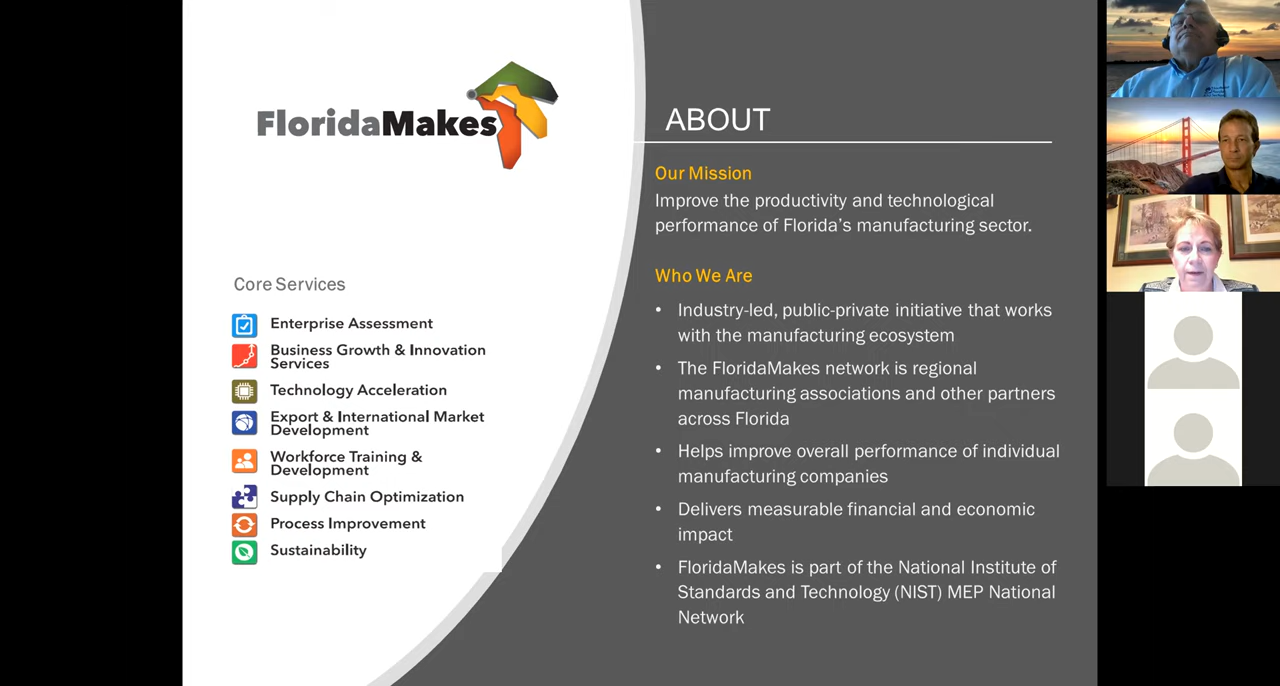 FloridaMakes
Core Services
Enterprise Assessment
Business Growth & Innovation
Services
Technology Acceleration
Export & International Market
Development
Workforce Training &
Development
Supply Chain Optimization
Process Improvement
Sustainability
ABOUT
Our Mission
Improve the productivity and technological
performance of Florida’s manufacturing sector.
Who We Are
• Industry-led, public-private initiative that works
with the manufacturing ecosystem
• The FloridaMakes network is regional
manufacturing associations and other partners
across Florida
• Helps improve overall performance of individual
manufacturing companies
• Delivers measurable financial and economic
impact
• FloridaMakes is part of the National Institute of
Standards and Technology (NIST) MEP National
Network